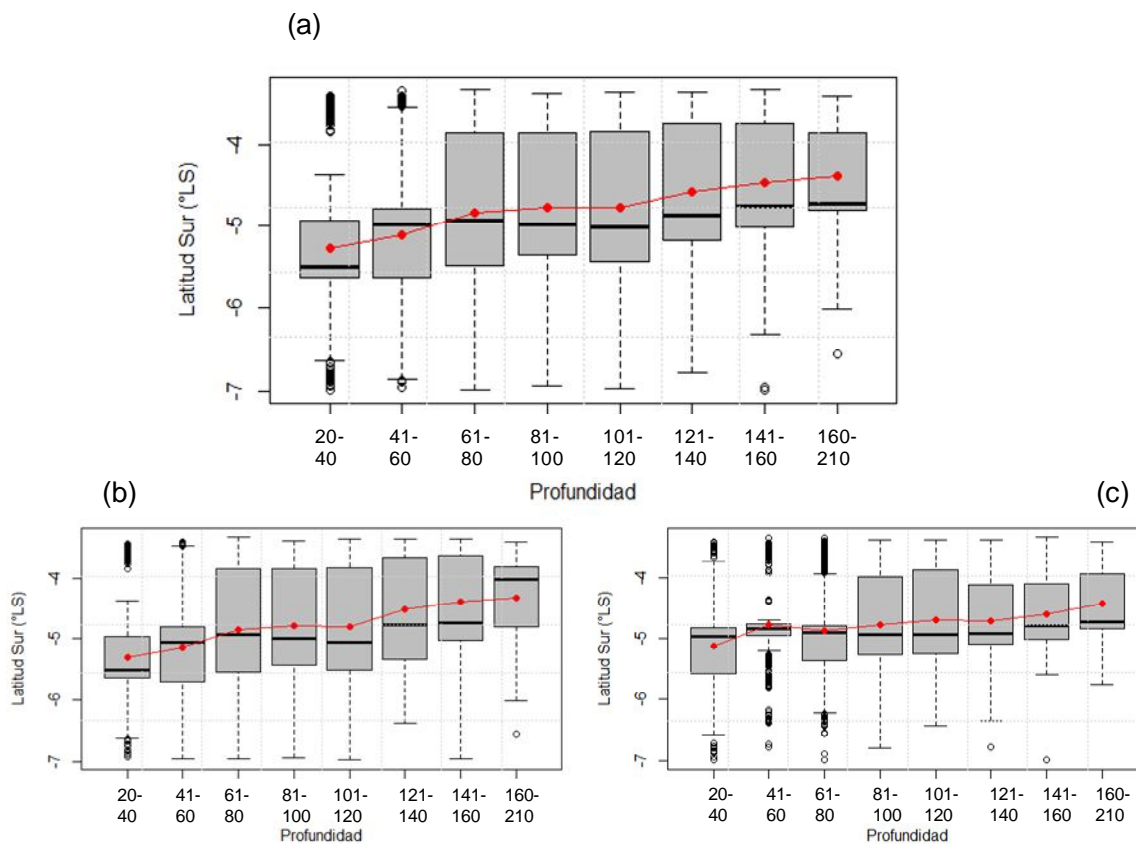 (a)
Latitud Sur (°LS)
-4
-5
-6
-7
20- 41- 61- 81- 101- 121- 141- 160-
40 60 80 100 120 140 160 210
Profundidad
(b)
Latitud Sur (°LS)
-4
-5
-6
-7
20- 41- 61- 81- 101- 121- 141- 160-
40 60 80 100 120 140 160 210
Profundidad
(c)
Latitud Sur (°LS)
-4
-5
-6
-7
20- 41- 61- 81- 101- 121- 141- 160-
40 60 80 100 120 140 160 210
Profundidad